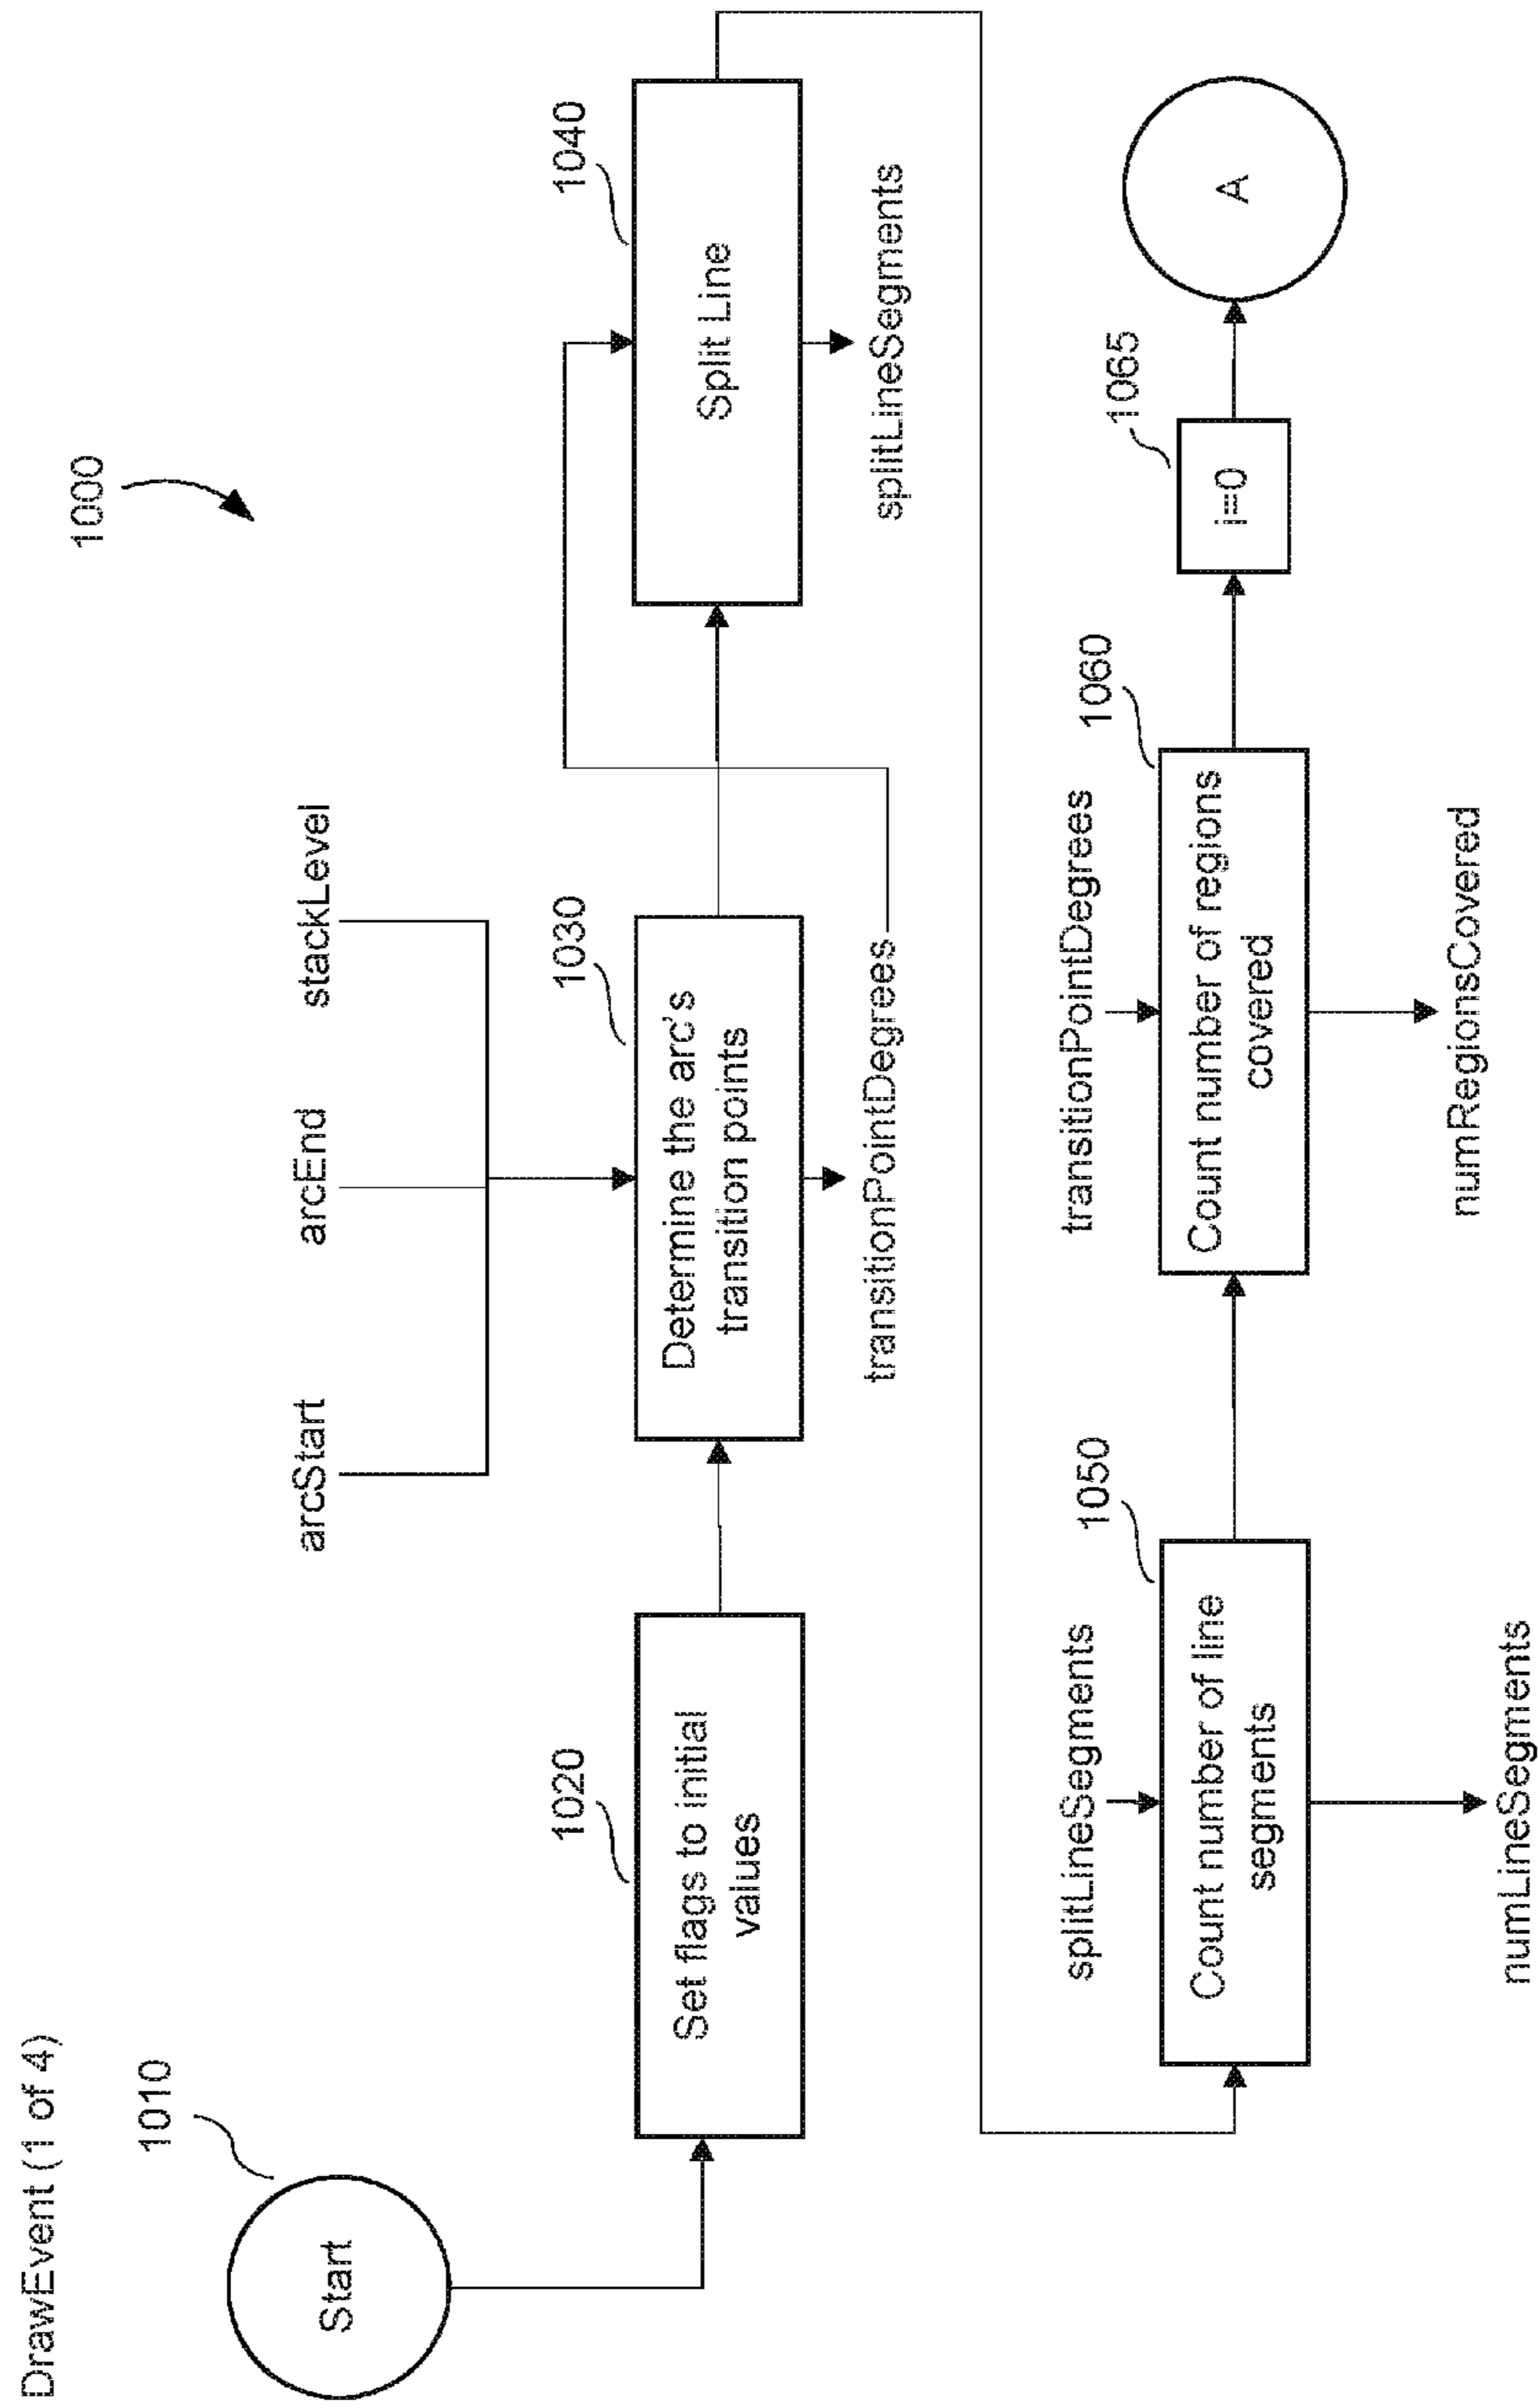 DrawEvent (1 of 4)
1000
1010
Start
arcStart
arcEnd
stackLevel
1020
Set flags to initial
values
1030
Determine the arc's
transition points
transitionPointDegrees
1040
Split Line
splitLineSegments
splitLineSegments
1050
Count number of line
segments
numLineSegments
transitionPointDegrees
1060
Count number of regions
covered
numRegionsCovered
1065
i=0
A